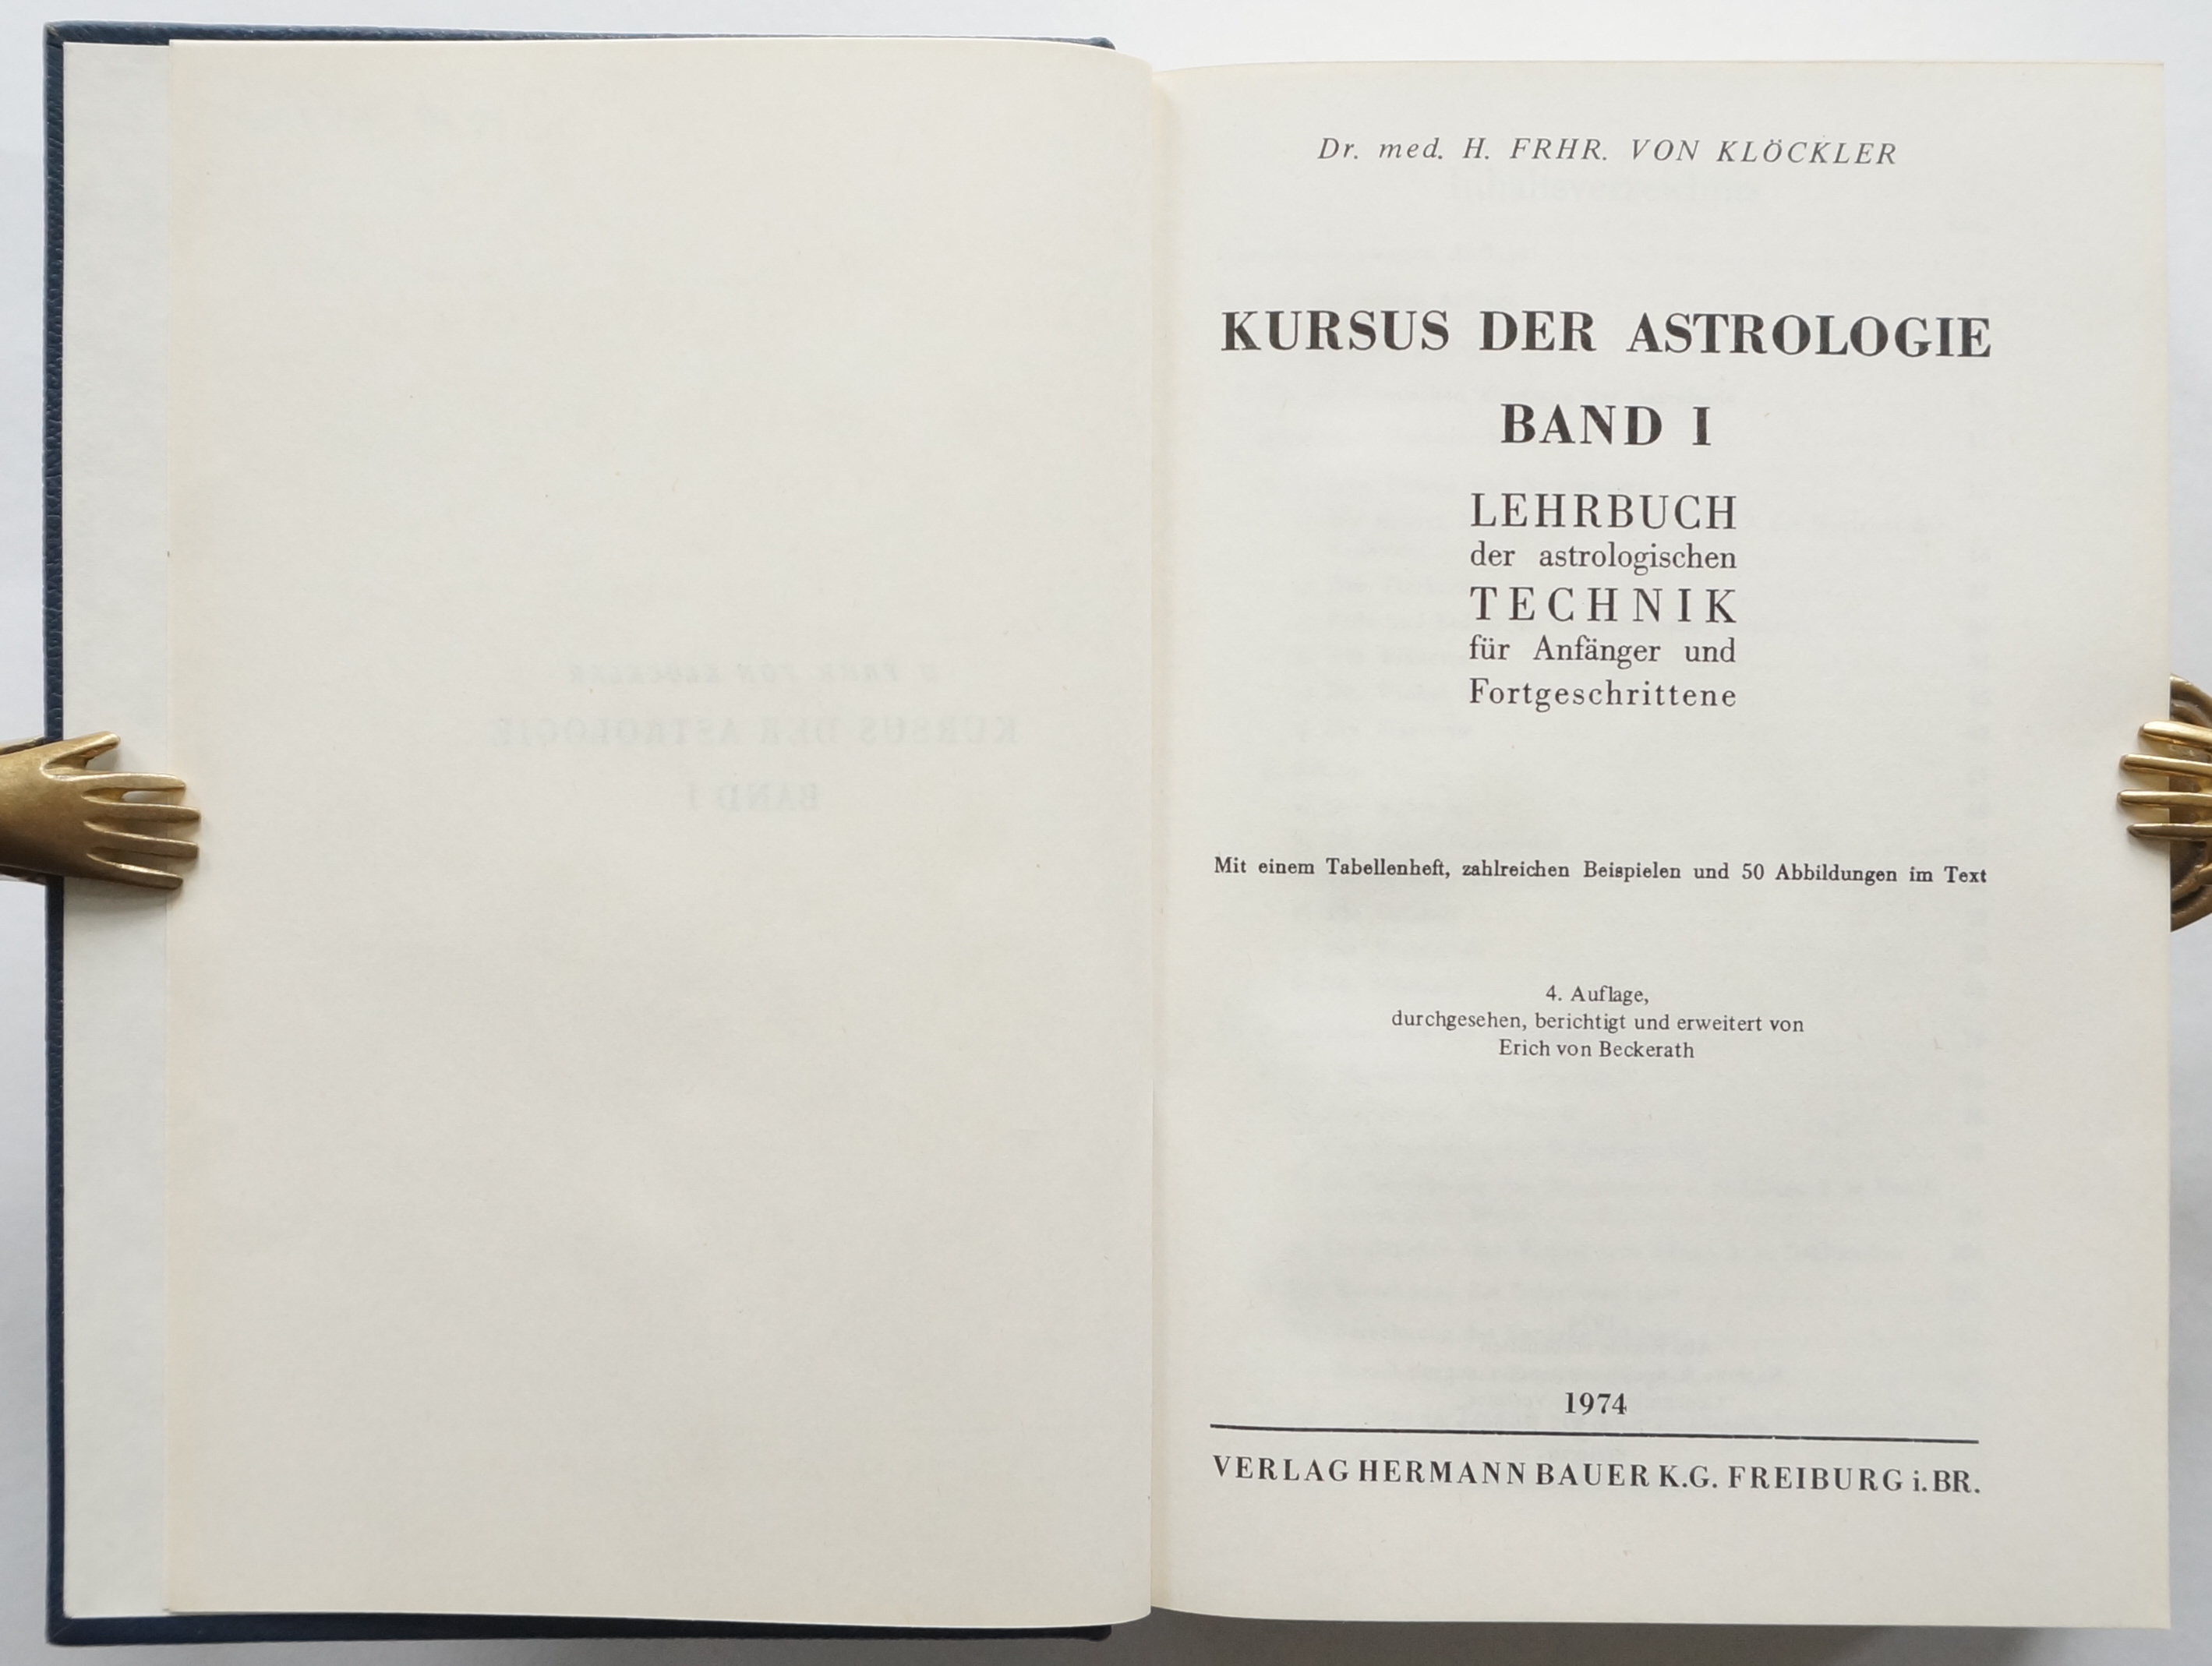 Dr. med. H. FRHR. VON KLÖCKLER
KURSUS DER ASTROLOGIE
BAND I
LEHRBUCH
der astrologischen
TECHNIK
für Anfänger und
Fortgeschrittene
Mit einem Tabellenheft, zahlreichen Beispielen und 50 Abbildungen im Text
4. Auflage,
durchgesehen, berichtigt und erweitert von
Erich von Beckerath
1974
VERLAG HERMANN BAUER K.G. FREIBURG i. BR.